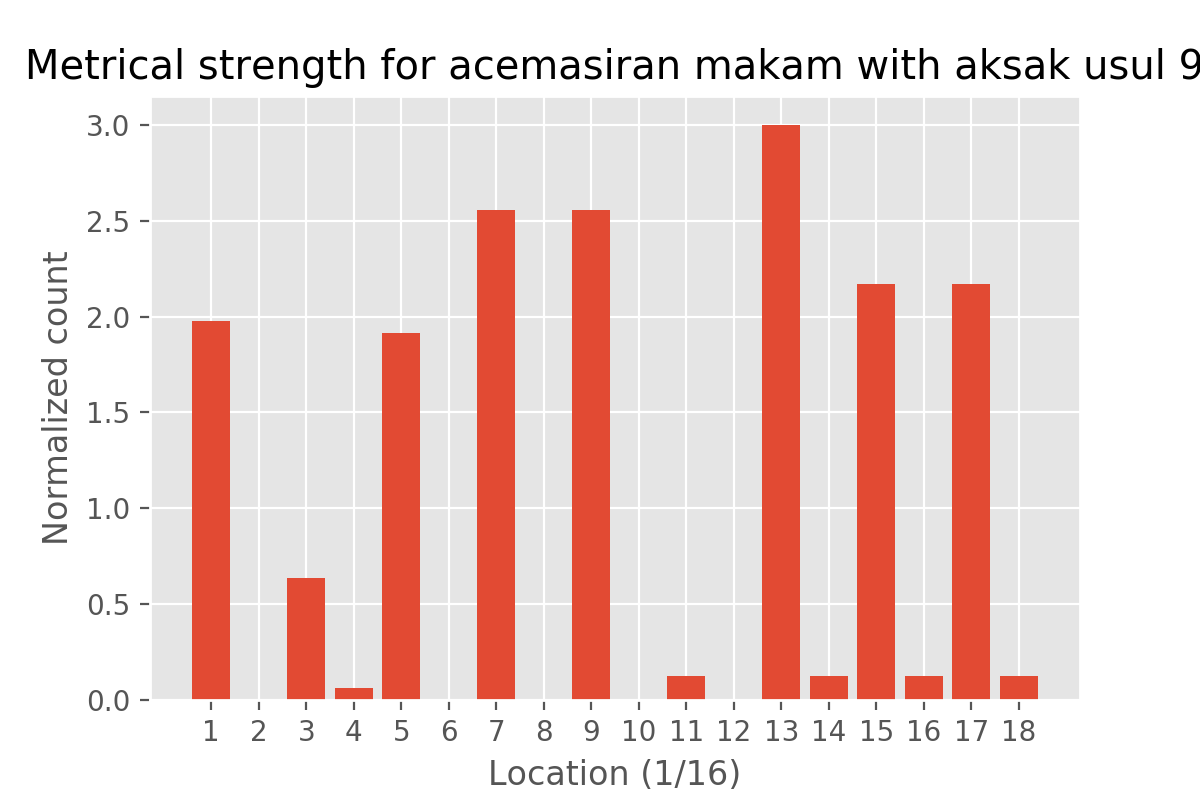 Metrical strength for acemasiran makam with aksak usul 9
3.0
2.5
2.0
1.5
1.0
0.5
0.0
Normalized count
1 2 3 4 5 6 7 8 9 10 11 12 13 14 15 16 17 18
Location (1/16)